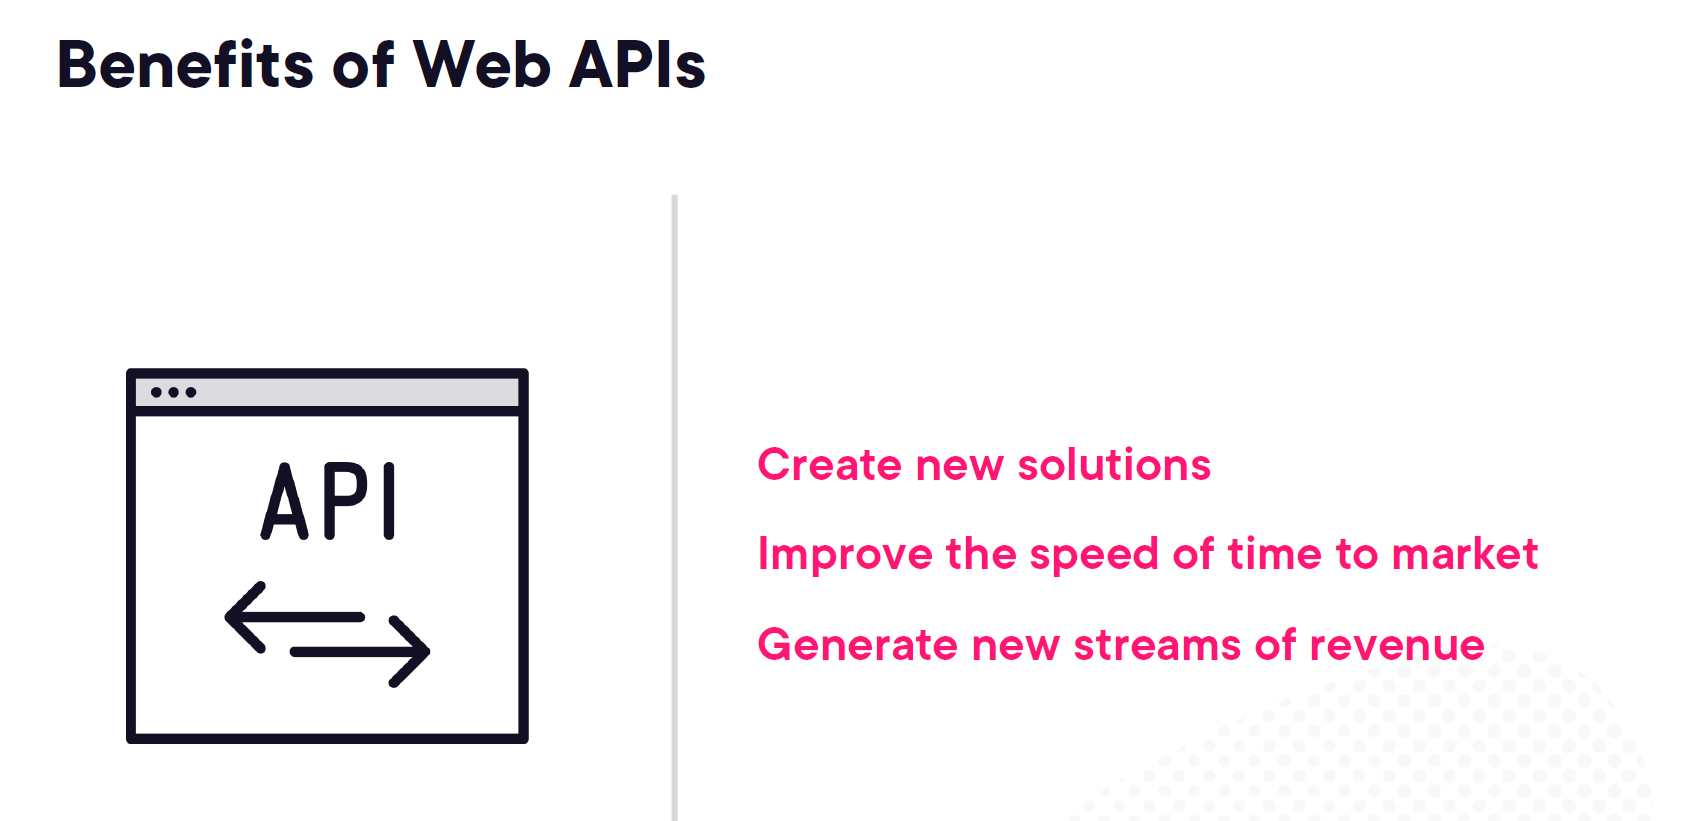 Benefits of Web APIs
API
Create new solutions
Improve the speed of time to market
Generate new streams of revenue